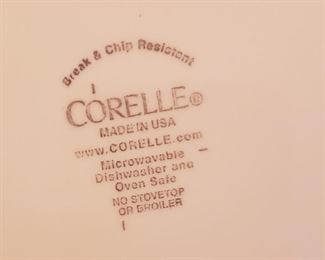 Break & Chip Resistant
CORELLE®
MADE IN USA
www.CORELLE.com
Microwavable
Dishwasher and
Oven Safe
NO STOVETOP
OR BROILER